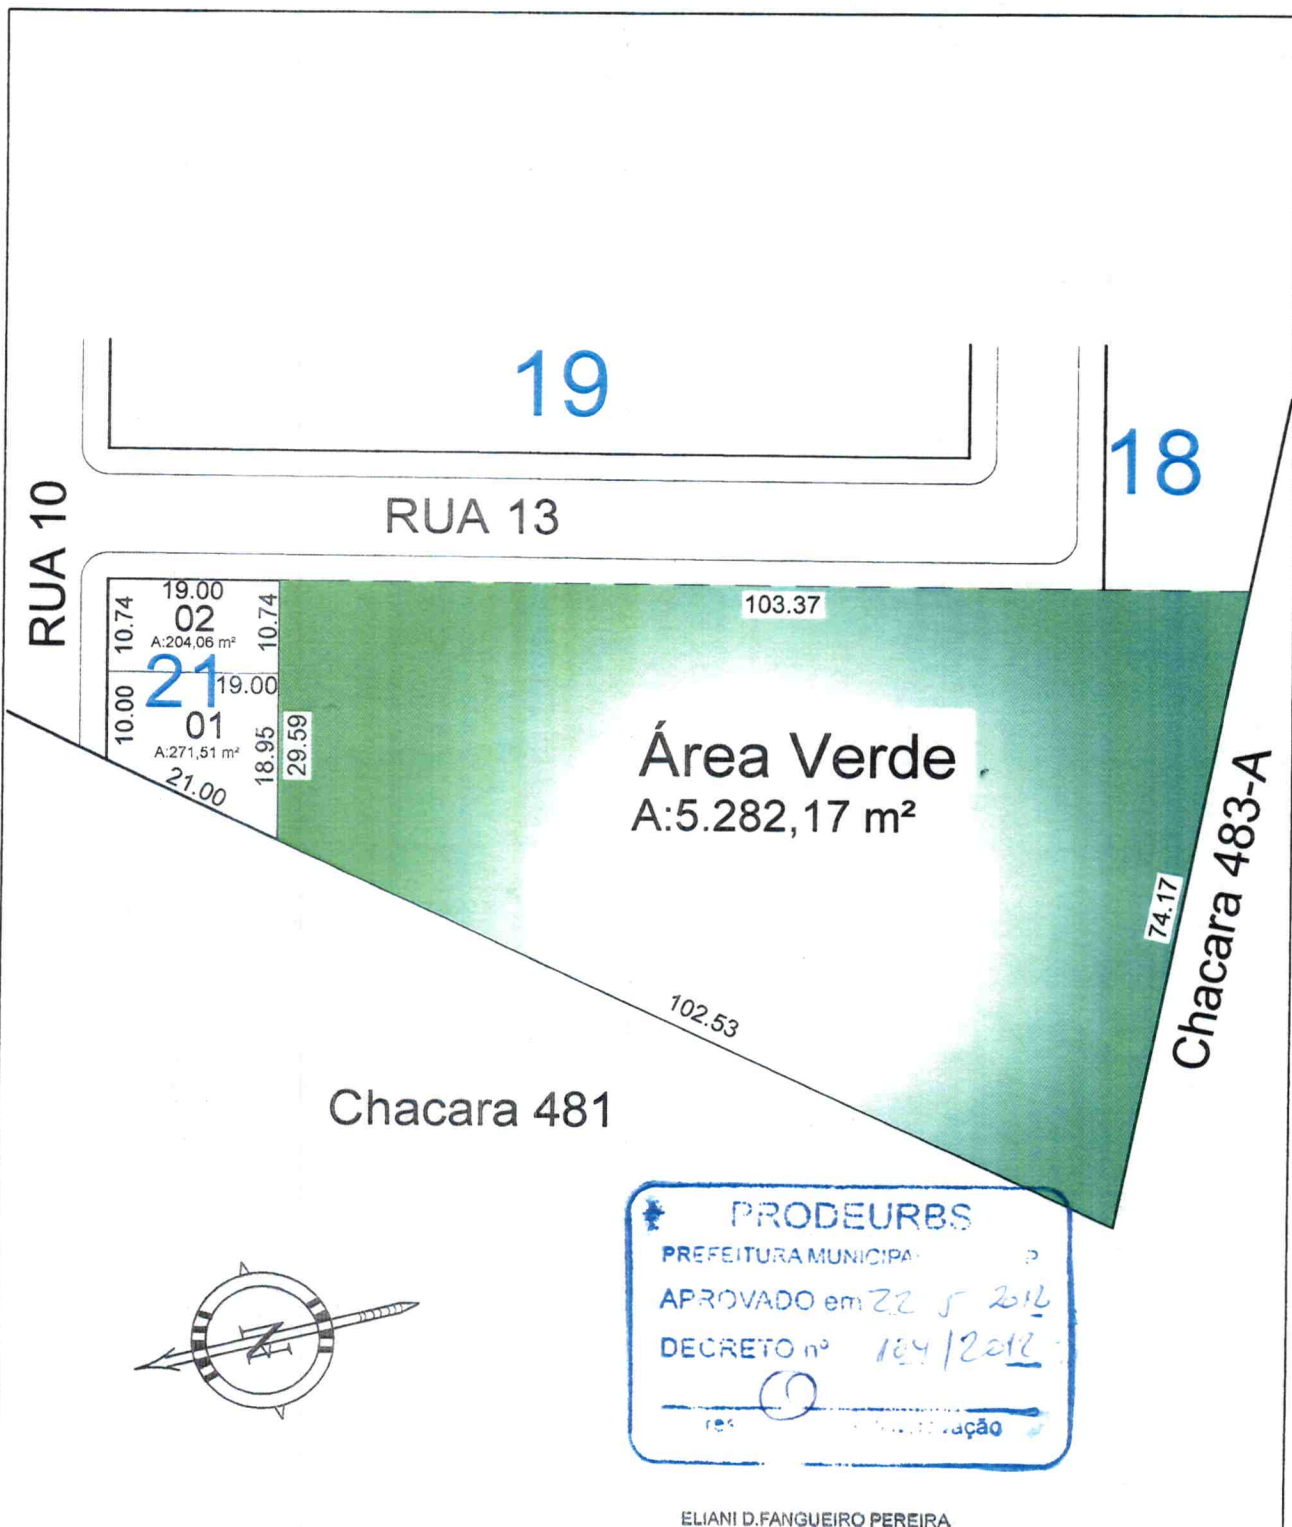 19
18
RUA 10
RUA 13
19.00
02
A:204,06 m²
10.74
10.74
21
19.00
01
A:271,51 m²
10.00
18.95
21.00
29.59
103.37
Área Verde
A:5.282,17 m²
74.17
Chacara 483-A
102.53
Chacara 481
N
PRODEURBS
PREFEITURA MUNICIPA
APROVADO em 22 5 2012
DECRETO nº /2012
ELIANI D.FANGUEIRO PEREIRA